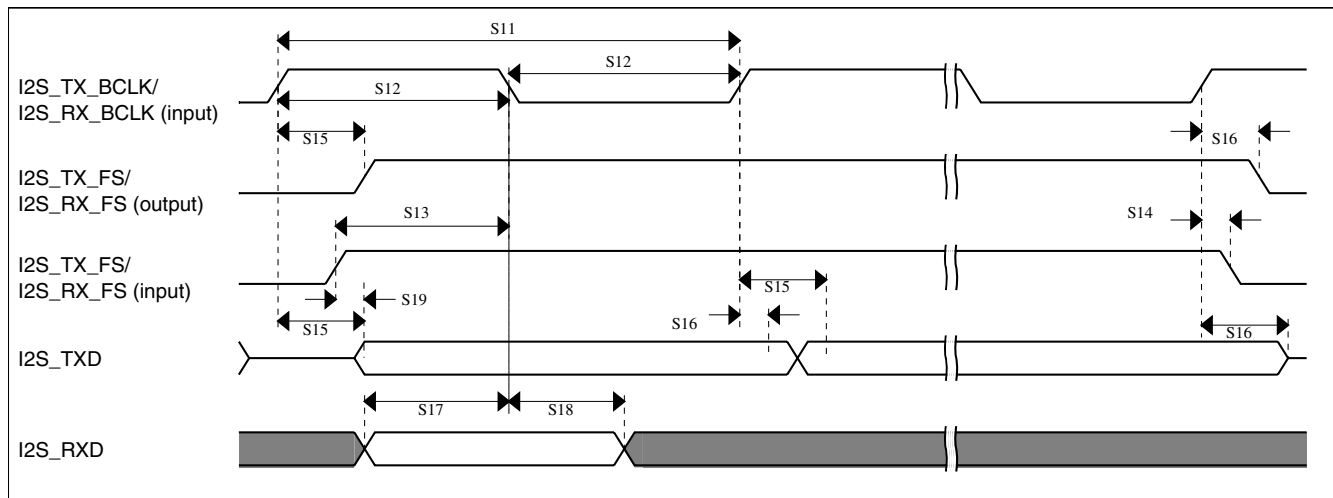 S11
I2S_TX_BCLK/
I2S_RX_BCLK (input)
S12
S12
S15
S16
I2S_TX_FS/
I2S_RX_FS (output)
S13
S14
I2S_TX_FS/
I2S_RX_FS (input)
S15
S19
S16
S15
S16
I2S_TXD
S17
S18
I2S_RXD